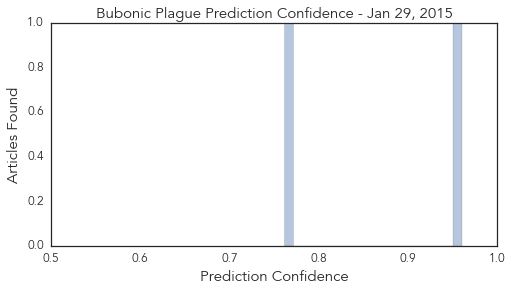 Bubonic Plague Prediction Confidence - Jan 29, 2015
1.0
0.8
0.6
0.4
0.2
0.0
Articles Found
0.5 0.6 0.7 0.8 0.9 1.0
Prediction Confidence